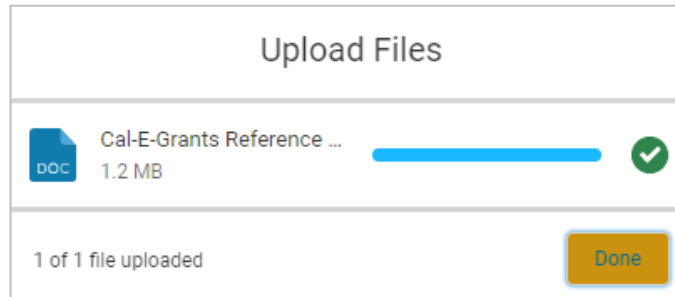 Upload Files
Cal-E-Grants Reference ...
DOC
1.2 MB
1 of 1 file uploaded
Done